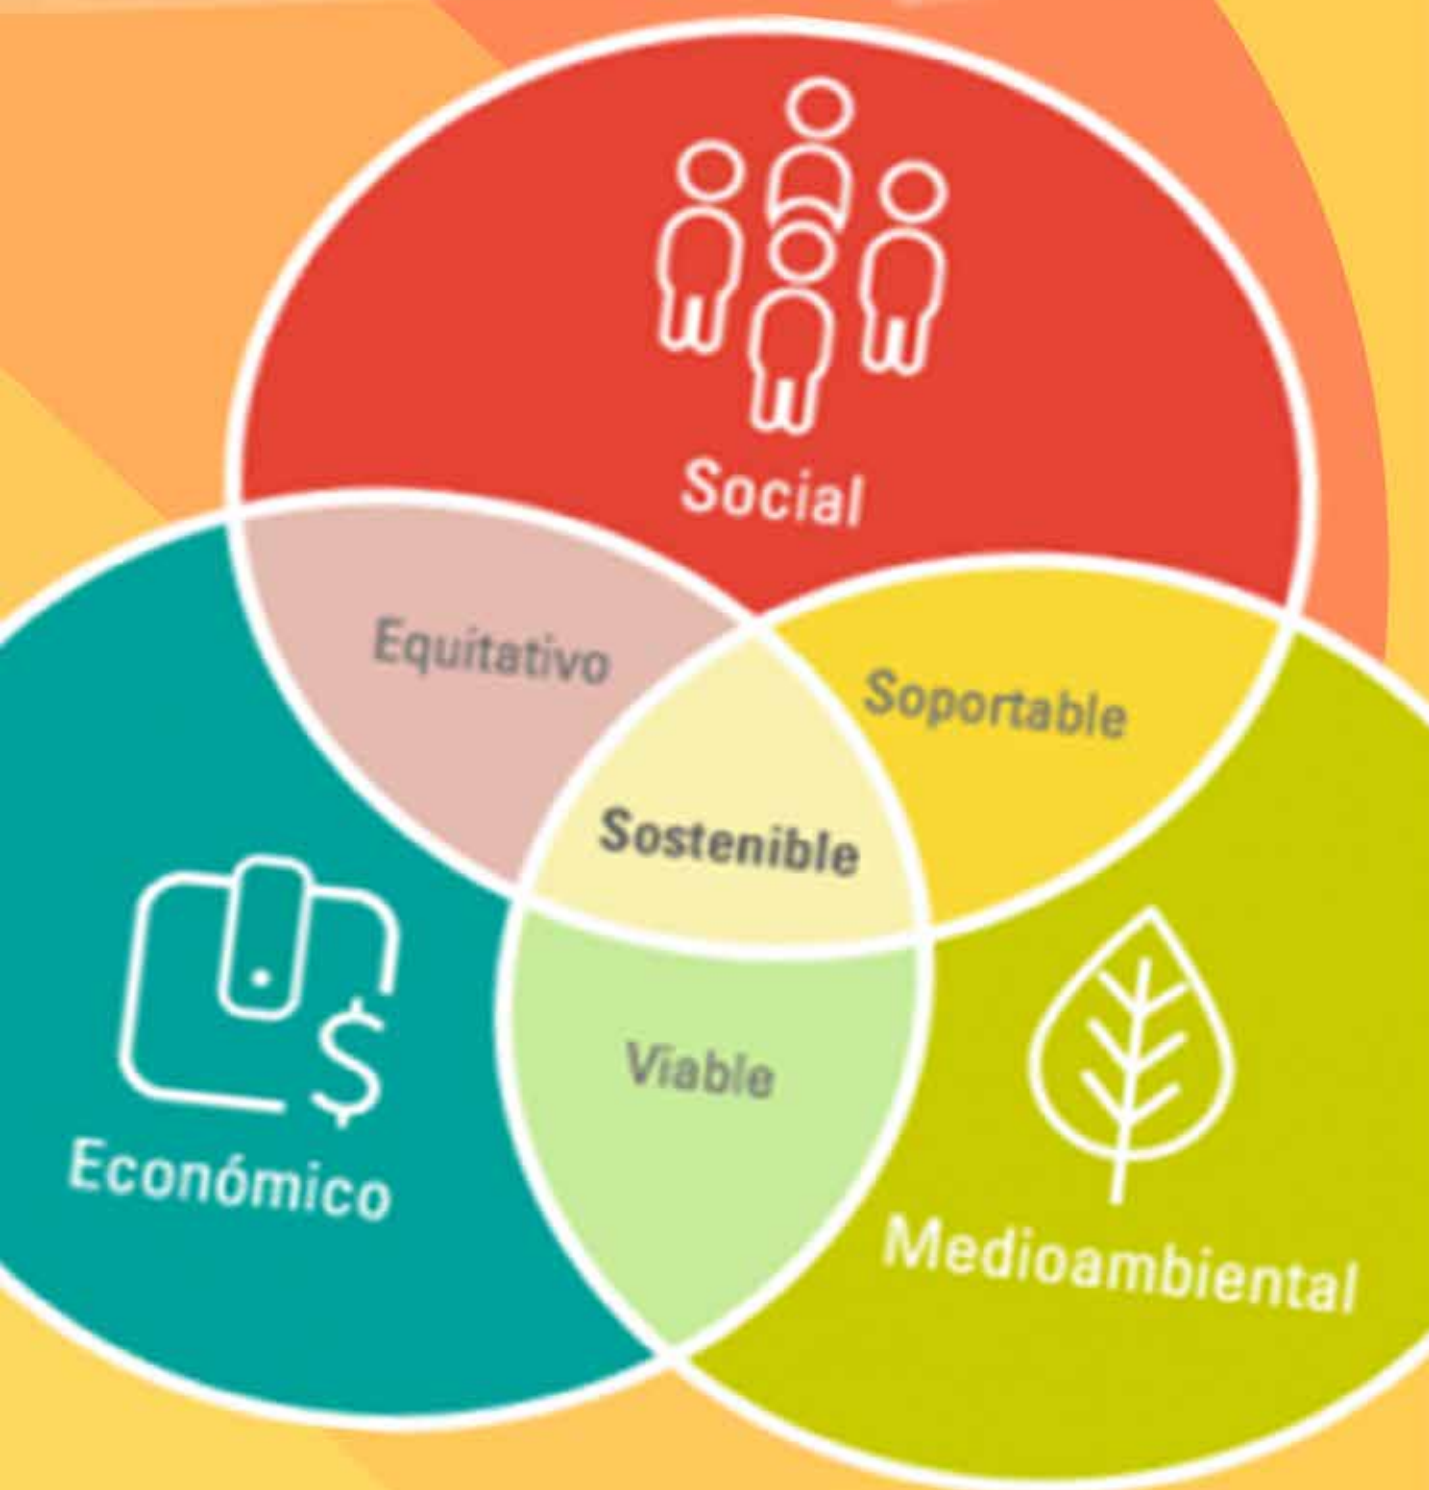 Social
Equitativo
Soportable
Sostenible
Viable
Económico
Medioambiental